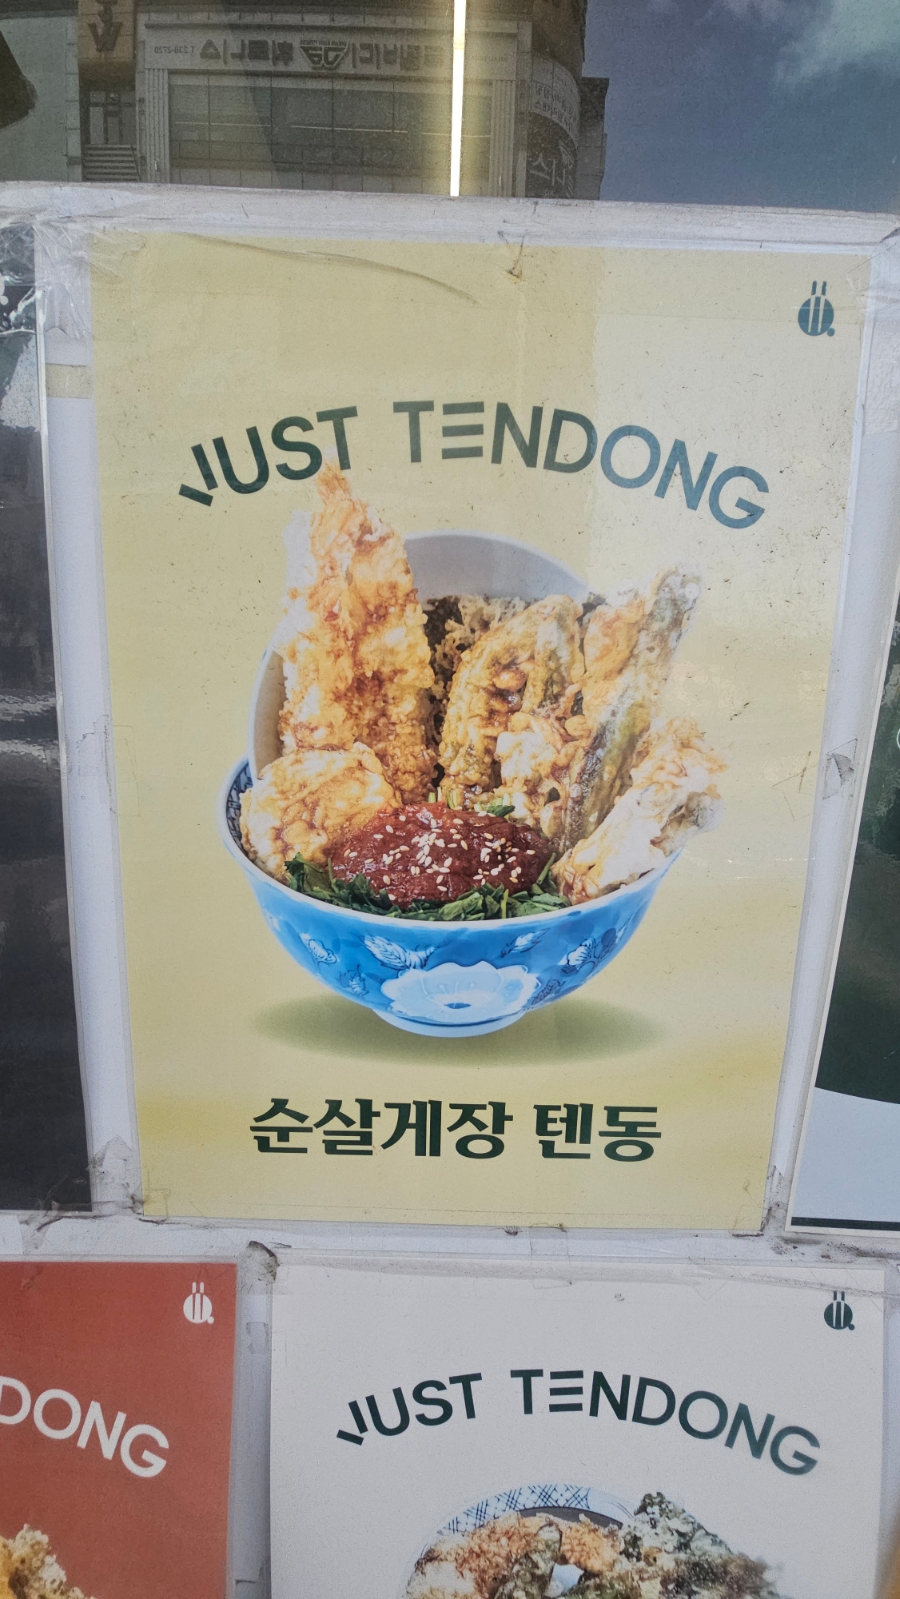 JUST TENDONG
순살게장 텐동
DONG
JUST TENDONG